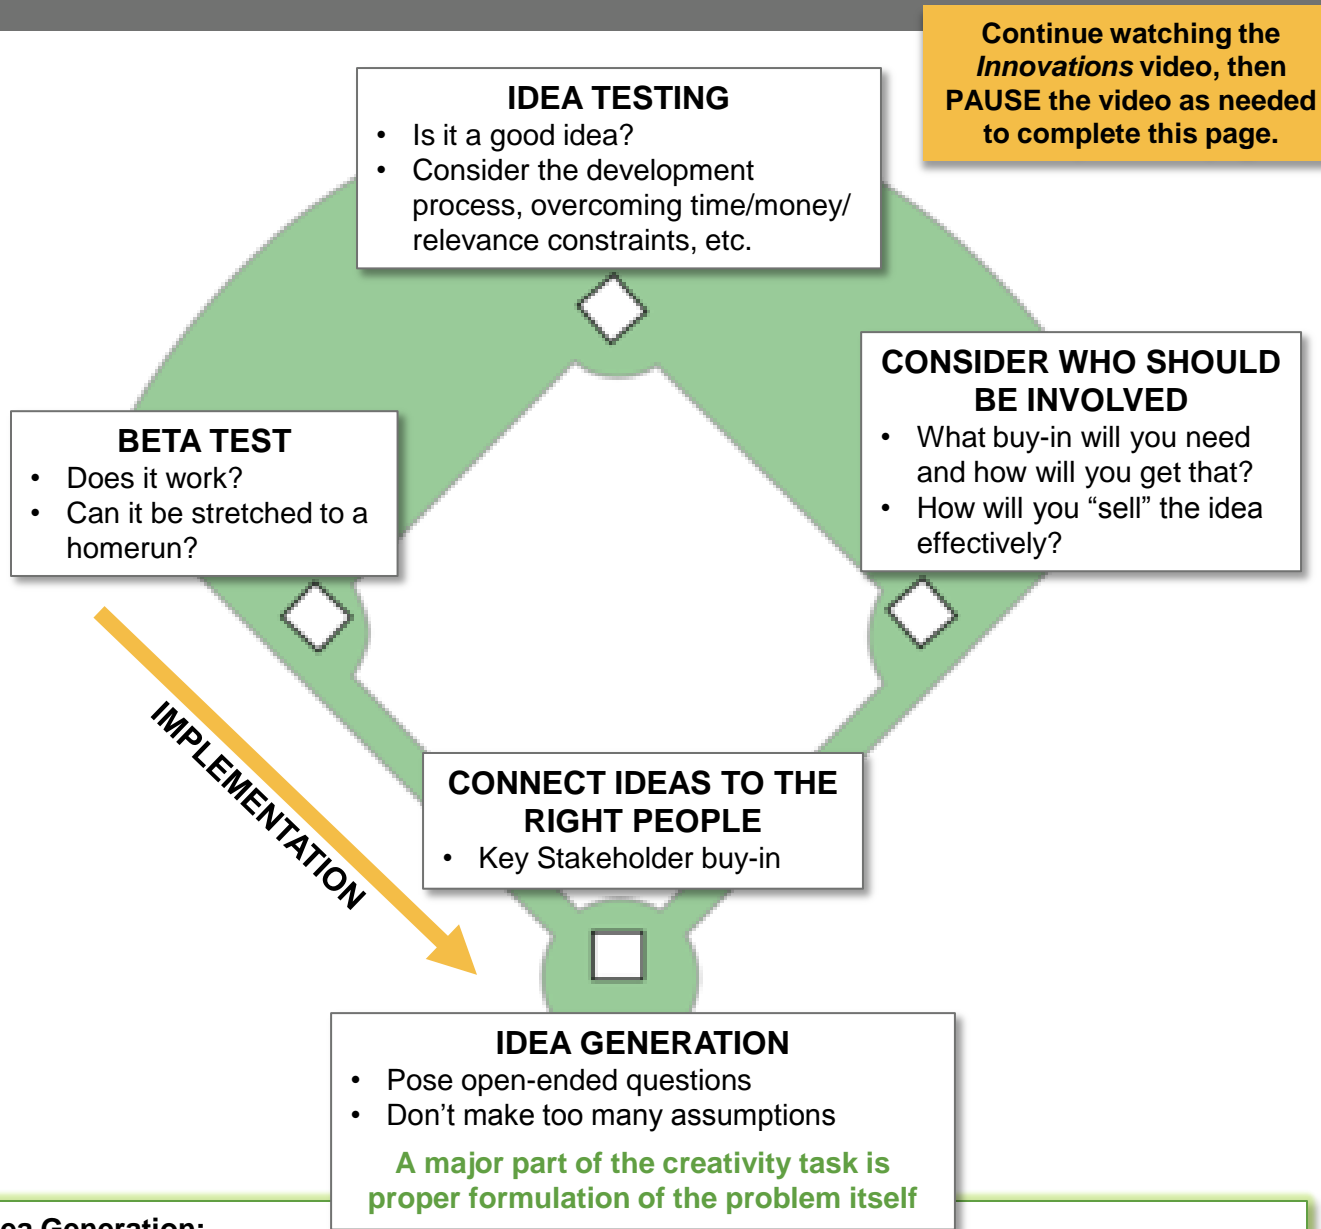 Continue watching the
Innovations video, then
PAUSE the video as needed
to complete this page.
IDEA TESTING
• Is it a good idea?
• Consider the development
process, overcoming time/money/
relevance constraints, etc.
CONSIDER WHO SHOULD
BE INVOLVED
• What buy-in will you need
and how will you get that?
• How will you “sell” the idea
effectively?
BETA TEST
• Does it work?
• Can it be stretched to a
homerun?
IMPLEMENTATION
CONNECT IDEAS TO THE
RIGHT PEOPLE
• Key Stakeholder buy-in
IDEA GENERATION
• Pose open-ended questions
• Don’t make too many assumptions
A major part of the creativity task is
proper formulation of the problem itself
ea Generation: